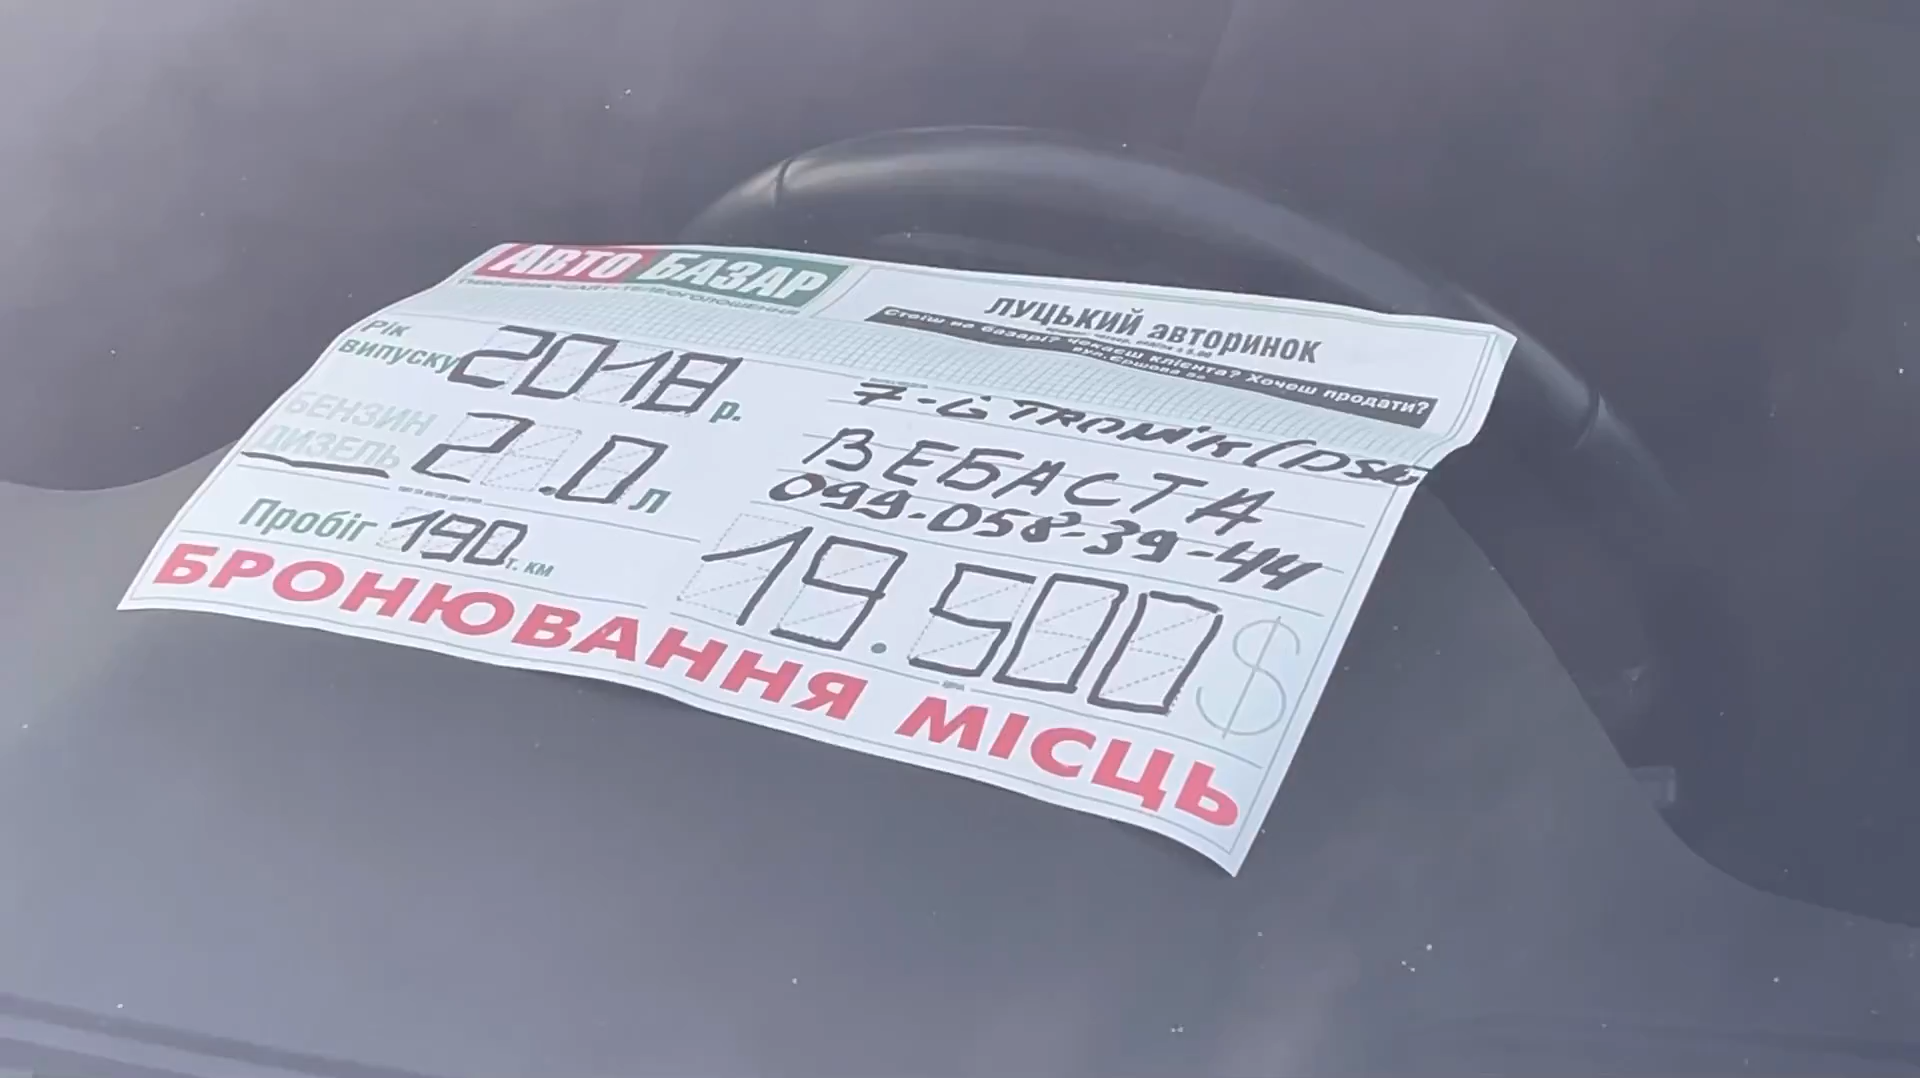 АВТО БАЗАР
ЛУЦЬКИЙ авторинок
Стоїш на базарі? Чекаєш клієнта? Хочеш продати?
Рік випуску 2018 р.
БЕНЗИН
ДИЗЕЛЬ 2.0 л
Пробіг 190 т. км
7-G TRONIK (DSG
ВЕБАСТА
099-058-39-44
19.500 $
БРОНЮВАННЯ МІСЦЬ